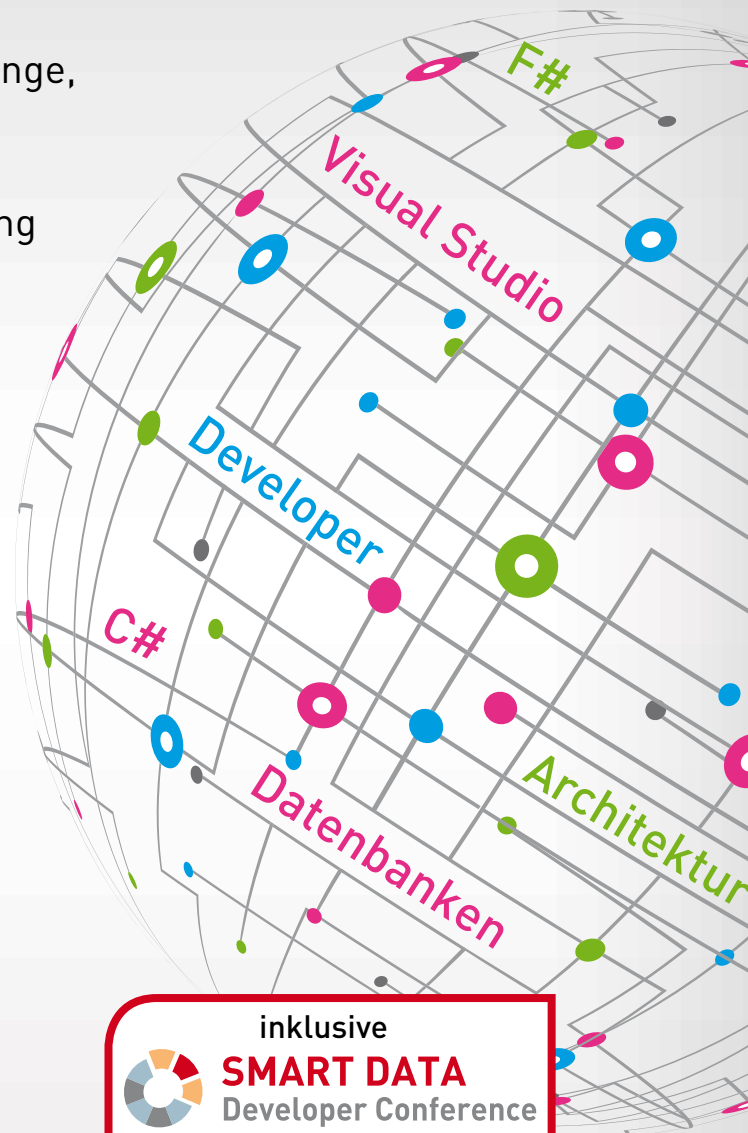 nge,
F#
Visual Studio
ng
Developer
C#
Architektur
Datenbanken
inklusive
SMART DATA
Developer Conference